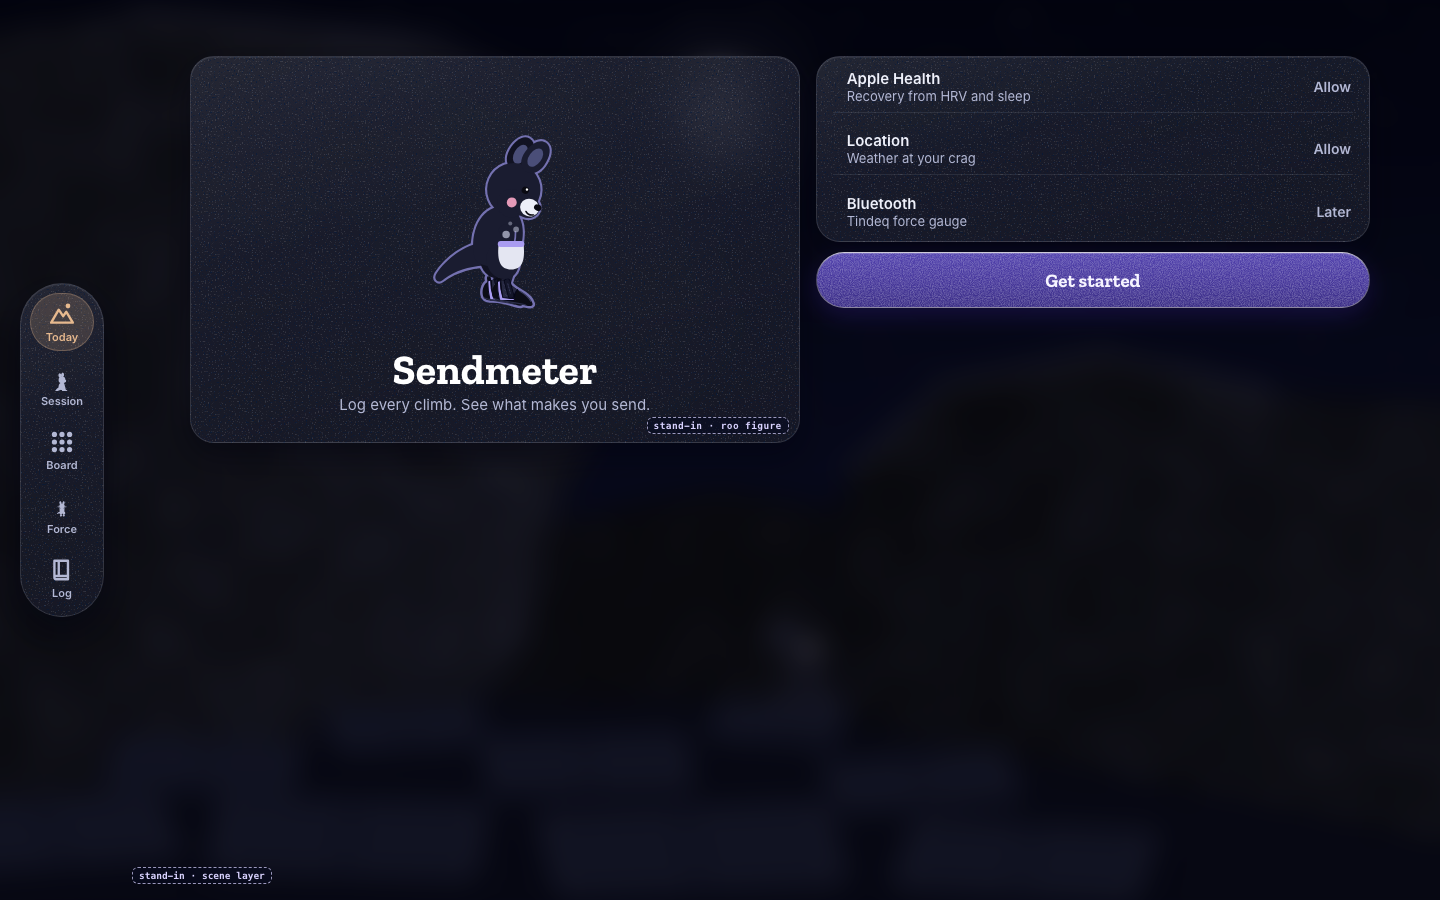 Today
Session
Board
Force
Log
Sendmeter
Log every climb. See what makes you send.
stand-in · roo figure
Apple Health
Recovery from HRV and sleep
Allow
Location
Weather at your crag
Allow
Bluetooth
Tindeq force gauge
Later
Get started
stand-in · scene layer